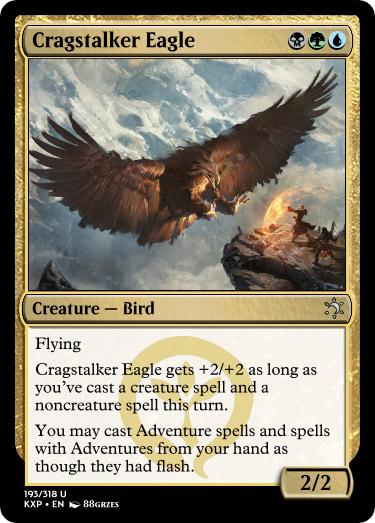 Cragstalker Eagle
Creature — Bird
Flying
Cragstalker Eagle gets +2/+2 as long as
you've cast a creature spell and a
noncreature spell this turn.
You may cast Adventure spells and spells
with Adventures from your hand as
though they had flash.
2/2
193/318 U
KXP • EN 88GRZES